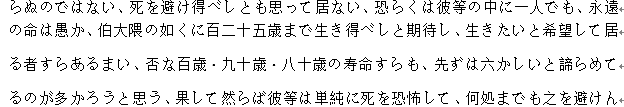 らぬのではない、死を避け得べしとも思って居ない、恐らくは彼等の中に一人でも、永遠
の命は愚か、伯大隈の如くに百二十五歳まで生き得べしと期待し、生きたいと希望して居
る者すらあるまい、否な百歳・九十歳・八十歳の寿命すらも、先ずは六かしいと諦らめて
るのが多かろうと思う、果して然らば彼等は単純に死を恐怖して、何処までも之を避けん